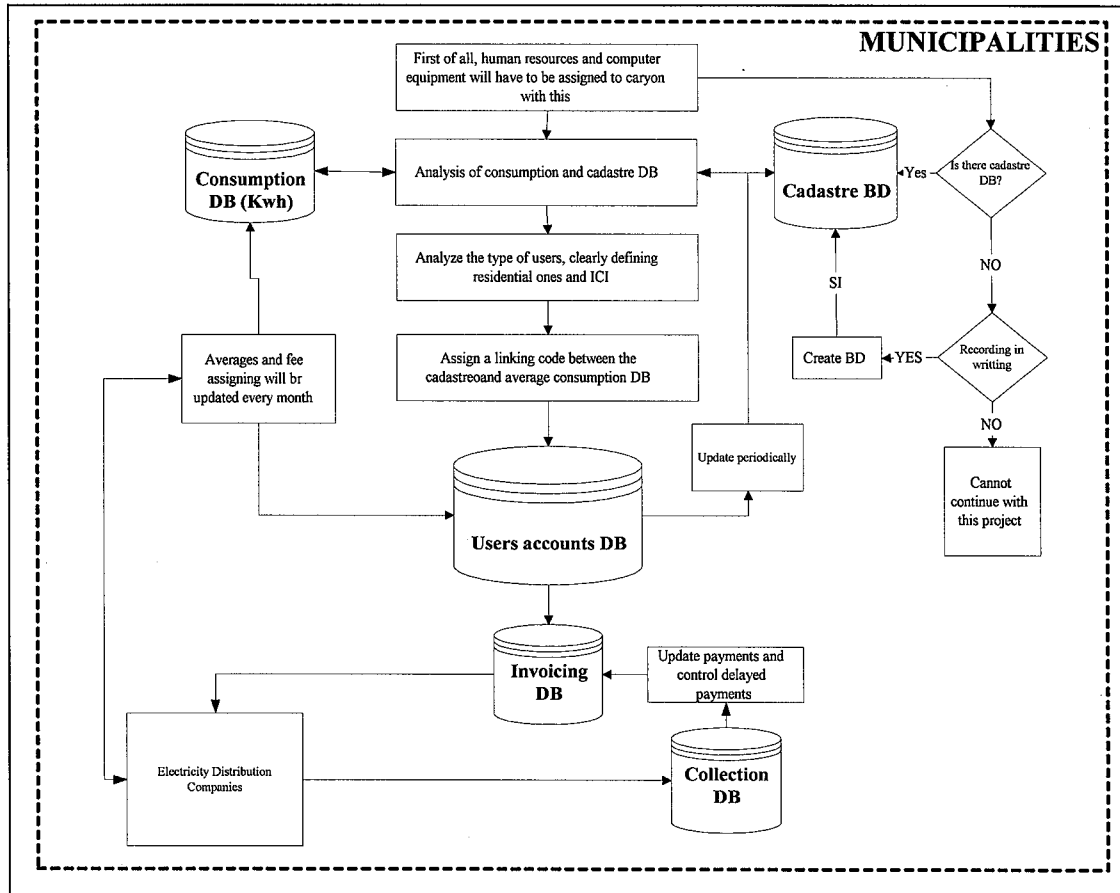 MUNICIPALITIES
First of all, human resources and computer
equipment will have to be assigned to caryon
with this
Consumption
DB (Kwh)
Analysis of consumption and cadastre DB
Cadastre BD
Yes
Is there cadastre
DB?
Analyze the type of users, clearly defining
residential ones and ICI
SI
NO
Averages and fee
assigning will br
updated every month
Assign a linking code between the
cadastreoand average consumption DB
Create BD
YES
Recording in
writting
NO
Update periodically
Cannot
continue with
this project
Users accounts DB
Invoicing
DB
Update payments and
control delayed
payments
Electricity Distribution
Companies
Collection
DB